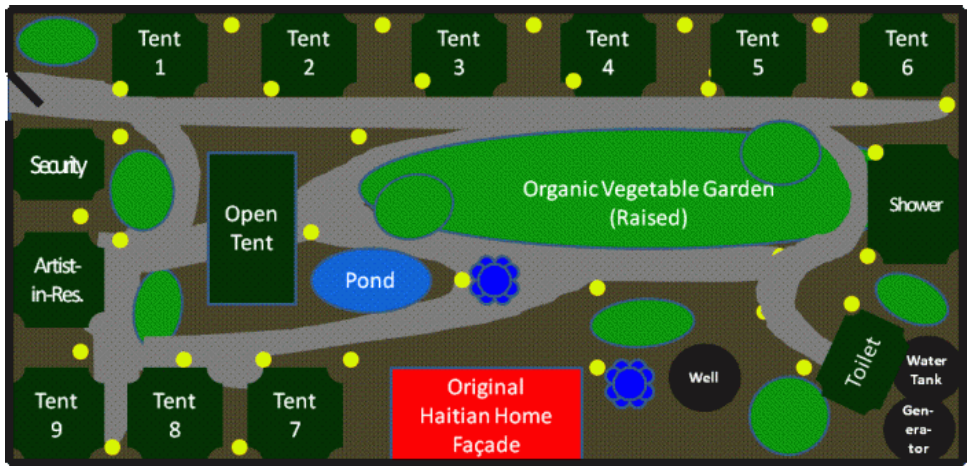 Tent
1
Tent
2
Tent
3
Tent
4
Tent
5
Tent
6
Security
Open
Tent
Organic Vegetable Garden
(Raised)
Shower
Artist-
in-Res.
Pond
Toilet
Water
Tank
Well
Gen-
era-
tor
Tent
9
Tent
8
Tent
7
Original
Haitian Home
Façade